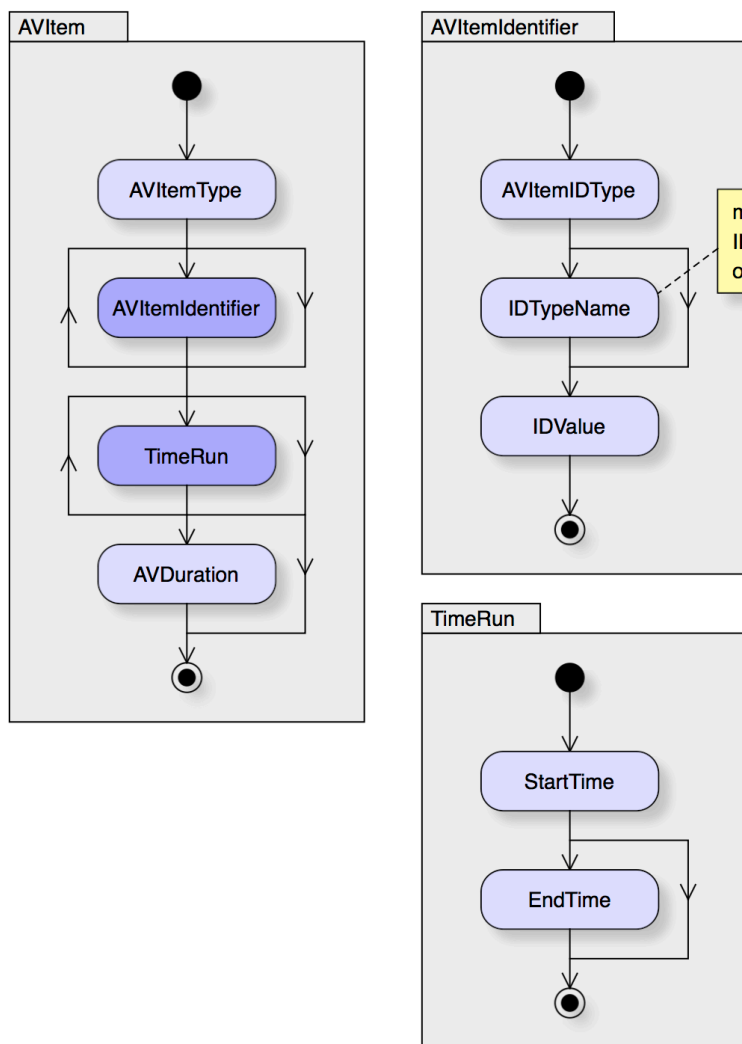 AVItem
AVItemType
AVItemIdentifier
TimeRun
AVDuration
AVItemIdentifier
AVItemIDType
IDTypeName
IDValue
TimeRun
StartTime
EndTime